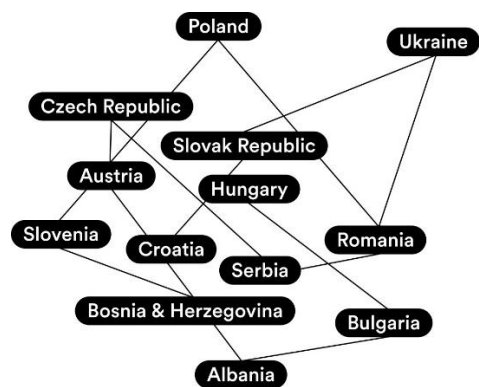 Poland
Ukraine
Czech Republic
Slovak Republic
Austria
Hungary
Slovenia
Croatia
Romania
Serbia
Bosnia & Herzegovina
Bulgaria
Albania